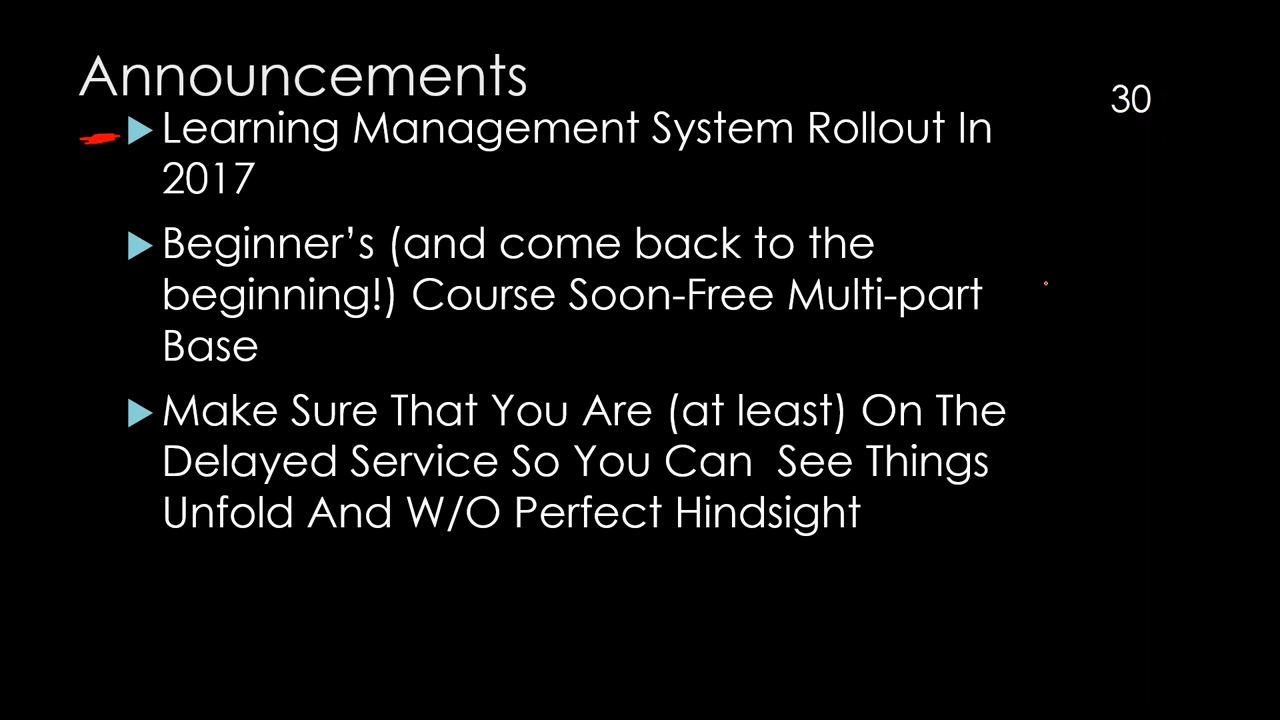 Announcements
30
Learning Management System Rollout In
2017
Beginner’s (and come back to the
beginning!) Course Soon-Free Multi-part
Base
Make Sure That You Are (at least) On The
Delayed Service So You Can  See Things
Unfold And W/O Perfect Hindsight